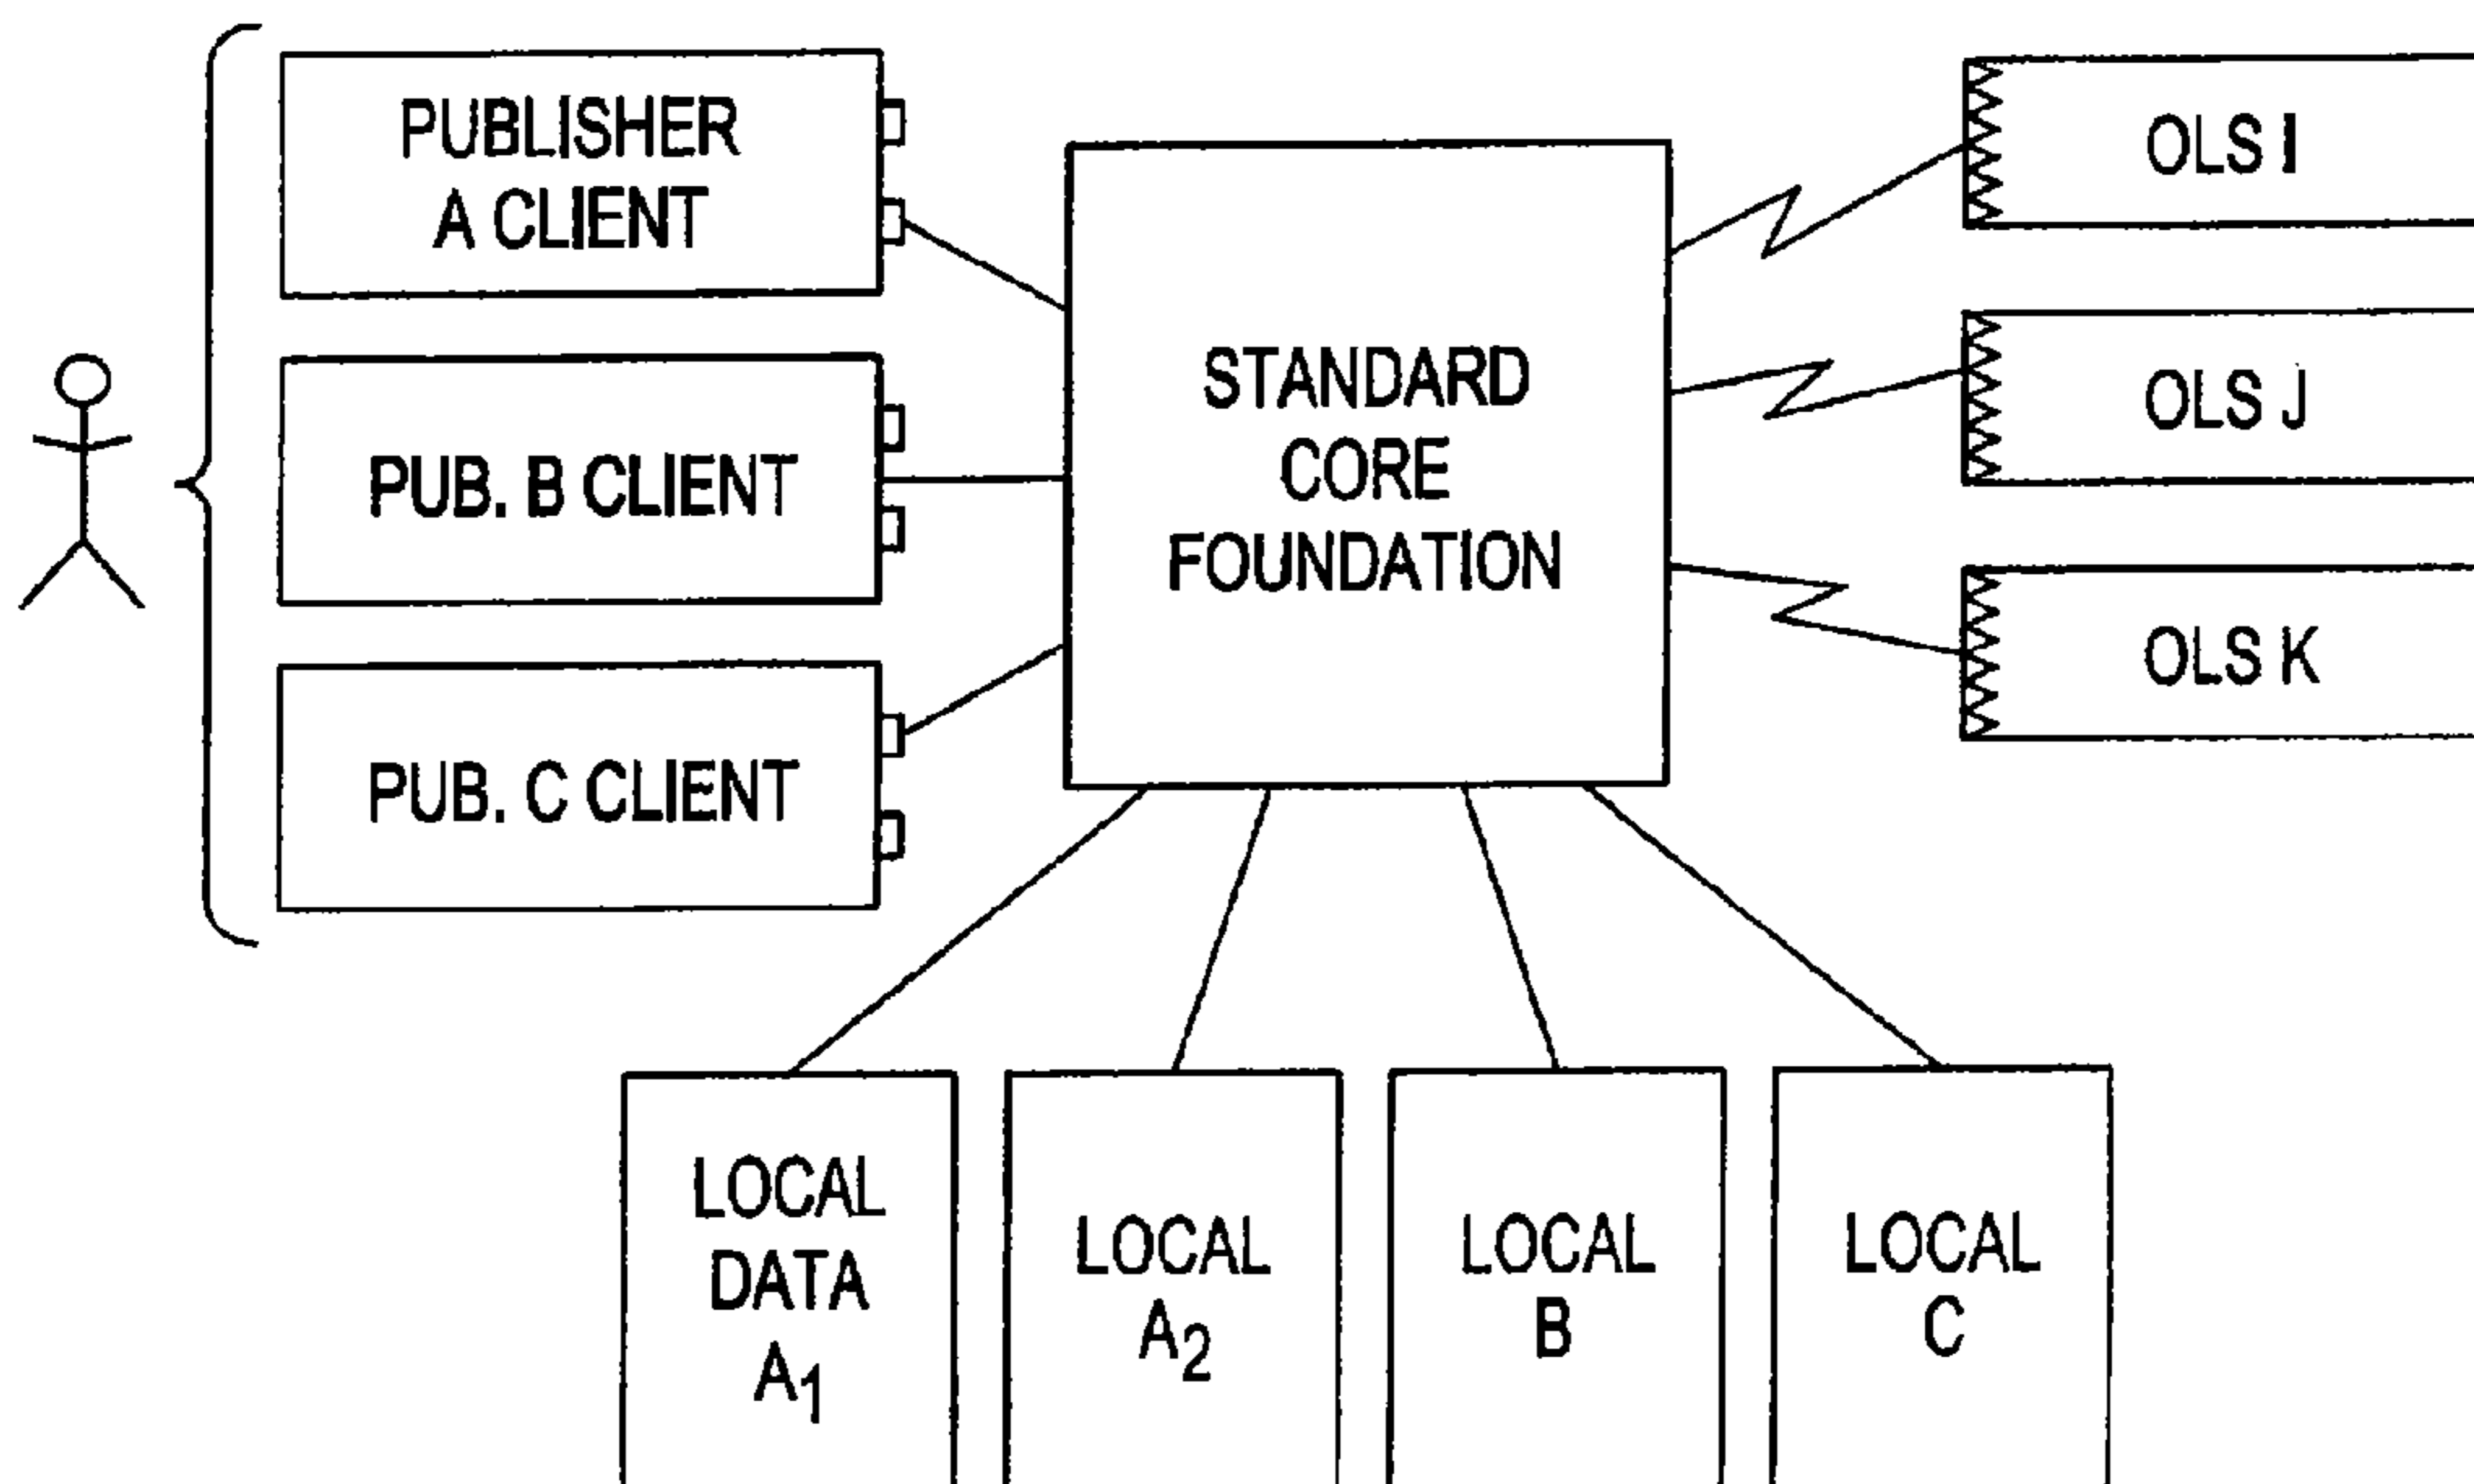 PUBLISHER
A CLIENT
PUB. B CLIENT
PUB. C CLIENT
STANDARD
CORE
FOUNDATION
OLS I
OLS J
OLS K
LOCAL
DATA
A1
LOCAL
A2
LOCAL
B
LOCAL
C